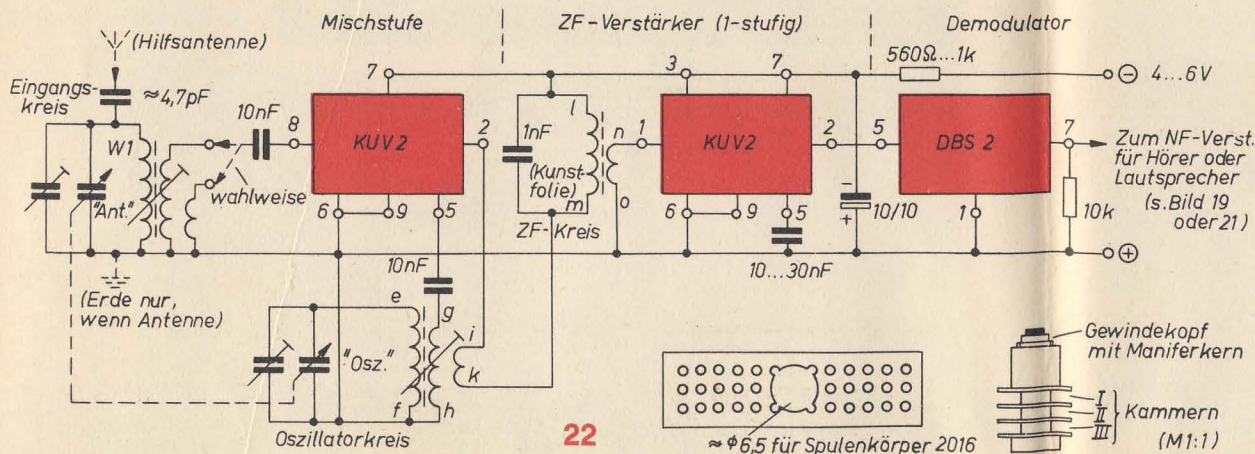 Mischstufe
ZF-Verstärker (1-stufig)
Demodulator
(Hilfsantenne)
560Ω...1k
7
3
7
⊖ 4...6V
Eingangs-
kreis
≈4,7pF
10nF
8
KUV2
2
1nF
l
n
1
KUV2
2
5
DBS 2
7
Zum NF-Verst.
für Hörer oder
Lautsprecher
(s.Bild 19
oder 21)
W1
"Ant."
wahlweise
(Kunst-
folie)
m
o
ZF-Kreis
6
9
5
6
9
5
-
+
10/10
1
10k
10nF
10...30nF
⊕
(Erde nur,
wenn Antenne)
e
g
i
"Osz."
k
f
h
Oszillatorkreis
22
≈ϕ6,5 für Spulenkörper 2016
Gewindekopf
mit Maniferkern
I
II
III
Kammern
(M1:1)